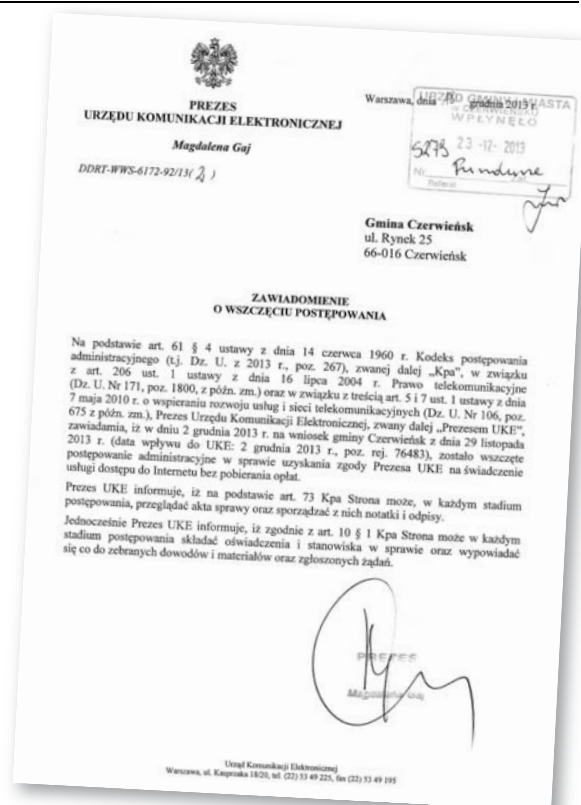 PREZES
URZĘDU KOMUNIKACJI ELEKTRONICZNEJ
Magdalena Gaj
DDRT-WWS-6172-92/13(2)
Warszawa, dnia grudnia 2013 r.
URZĄD GMINY I MIASTA
W CZERWIEŃSKU
WPŁYNĘŁO
5273 23 -12- 2013
Nr
Referat
Gmina Czerwieńsk
ul. Rynek 25
66-016 Czerwieńsk
ZAWIADOMIENIE
O WSZCZĘCIU POSTĘPOWANIA
Na podstawie art. 61 § 4 ustawy z dnia 14 czerwca 1960 r. Kodeks postępowania
administracyjnego (t.j. Dz. U. z 2013 r., poz. 267), zwanej dalej „Kpa”, w związku
z art. 206 ust. 1 ustawy z dnia 16 lipca 2004 r. Prawo telekomunikacyjne
(Dz. U. Nr 171, poz. 1800, z późn. zm.) oraz w związku z treścią art. 5 i 7 ust. 1 ustawy z dnia
7 maja 2010 r. o wspieraniu rozwoju usług i sieci telekomunikacyjnych (Dz. U. Nr 106, poz.
675 z późn. zm.), Prezes Urzędu Komunikacji Elektronicznej, zwany dalej „Prezesem UKE”,
zawiadamia, iż w dniu 2 grudnia 2013 r. na wniosek gminy Czerwieńsk z dnia 29 listopada
2013 r. (data wpływu do UKE: 2 grudnia 2013 r., poz. rej. 76483), zostało wszczęte
postępowanie administracyjne w sprawie uzyskania zgody Prezesa UKE na świadczenie
usługi dostępu do Internetu bez pobierania opłat.
Prezes UKE informuje, iż na podstawie art. 73 Kpa Strona może, w każdym stadium
postępowania, przeglądać akta sprawy oraz sporządzać z nich notatki i odpisy.
Jednocześnie Prezes UKE informuje, iż zgodnie z art. 10 § 1 Kpa Strona może w każdym
stadium postępowania składać oświadczenia i stanowiska w sprawie oraz wypowiadać
się co do zebranych dowodów i materiałów oraz zgłoszonych żądań.
PREZES
Magdalena Gaj
Urząd Komunikacji Elektronicznej
Warszawa, ul. Kasprzaka 18/20, tel. (22) 53 49 225, fax (22) 53 49 195